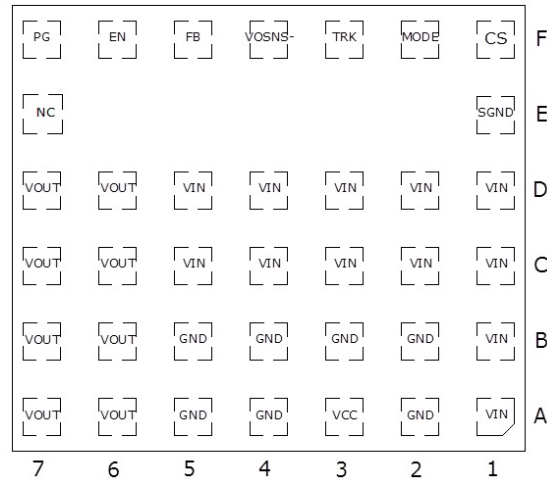 PG EN FB VOSNS- TRK MODE CS F
NC SGND E
VOUT VOUT VIN VIN VIN VIN VIN D
VOUT VOUT VIN VIN VIN VIN VIN C
VOUT VOUT GND GND GND GND VIN B
VOUT VOUT GND GND VCC GND VIN A
7 6 5 4 3 2 1